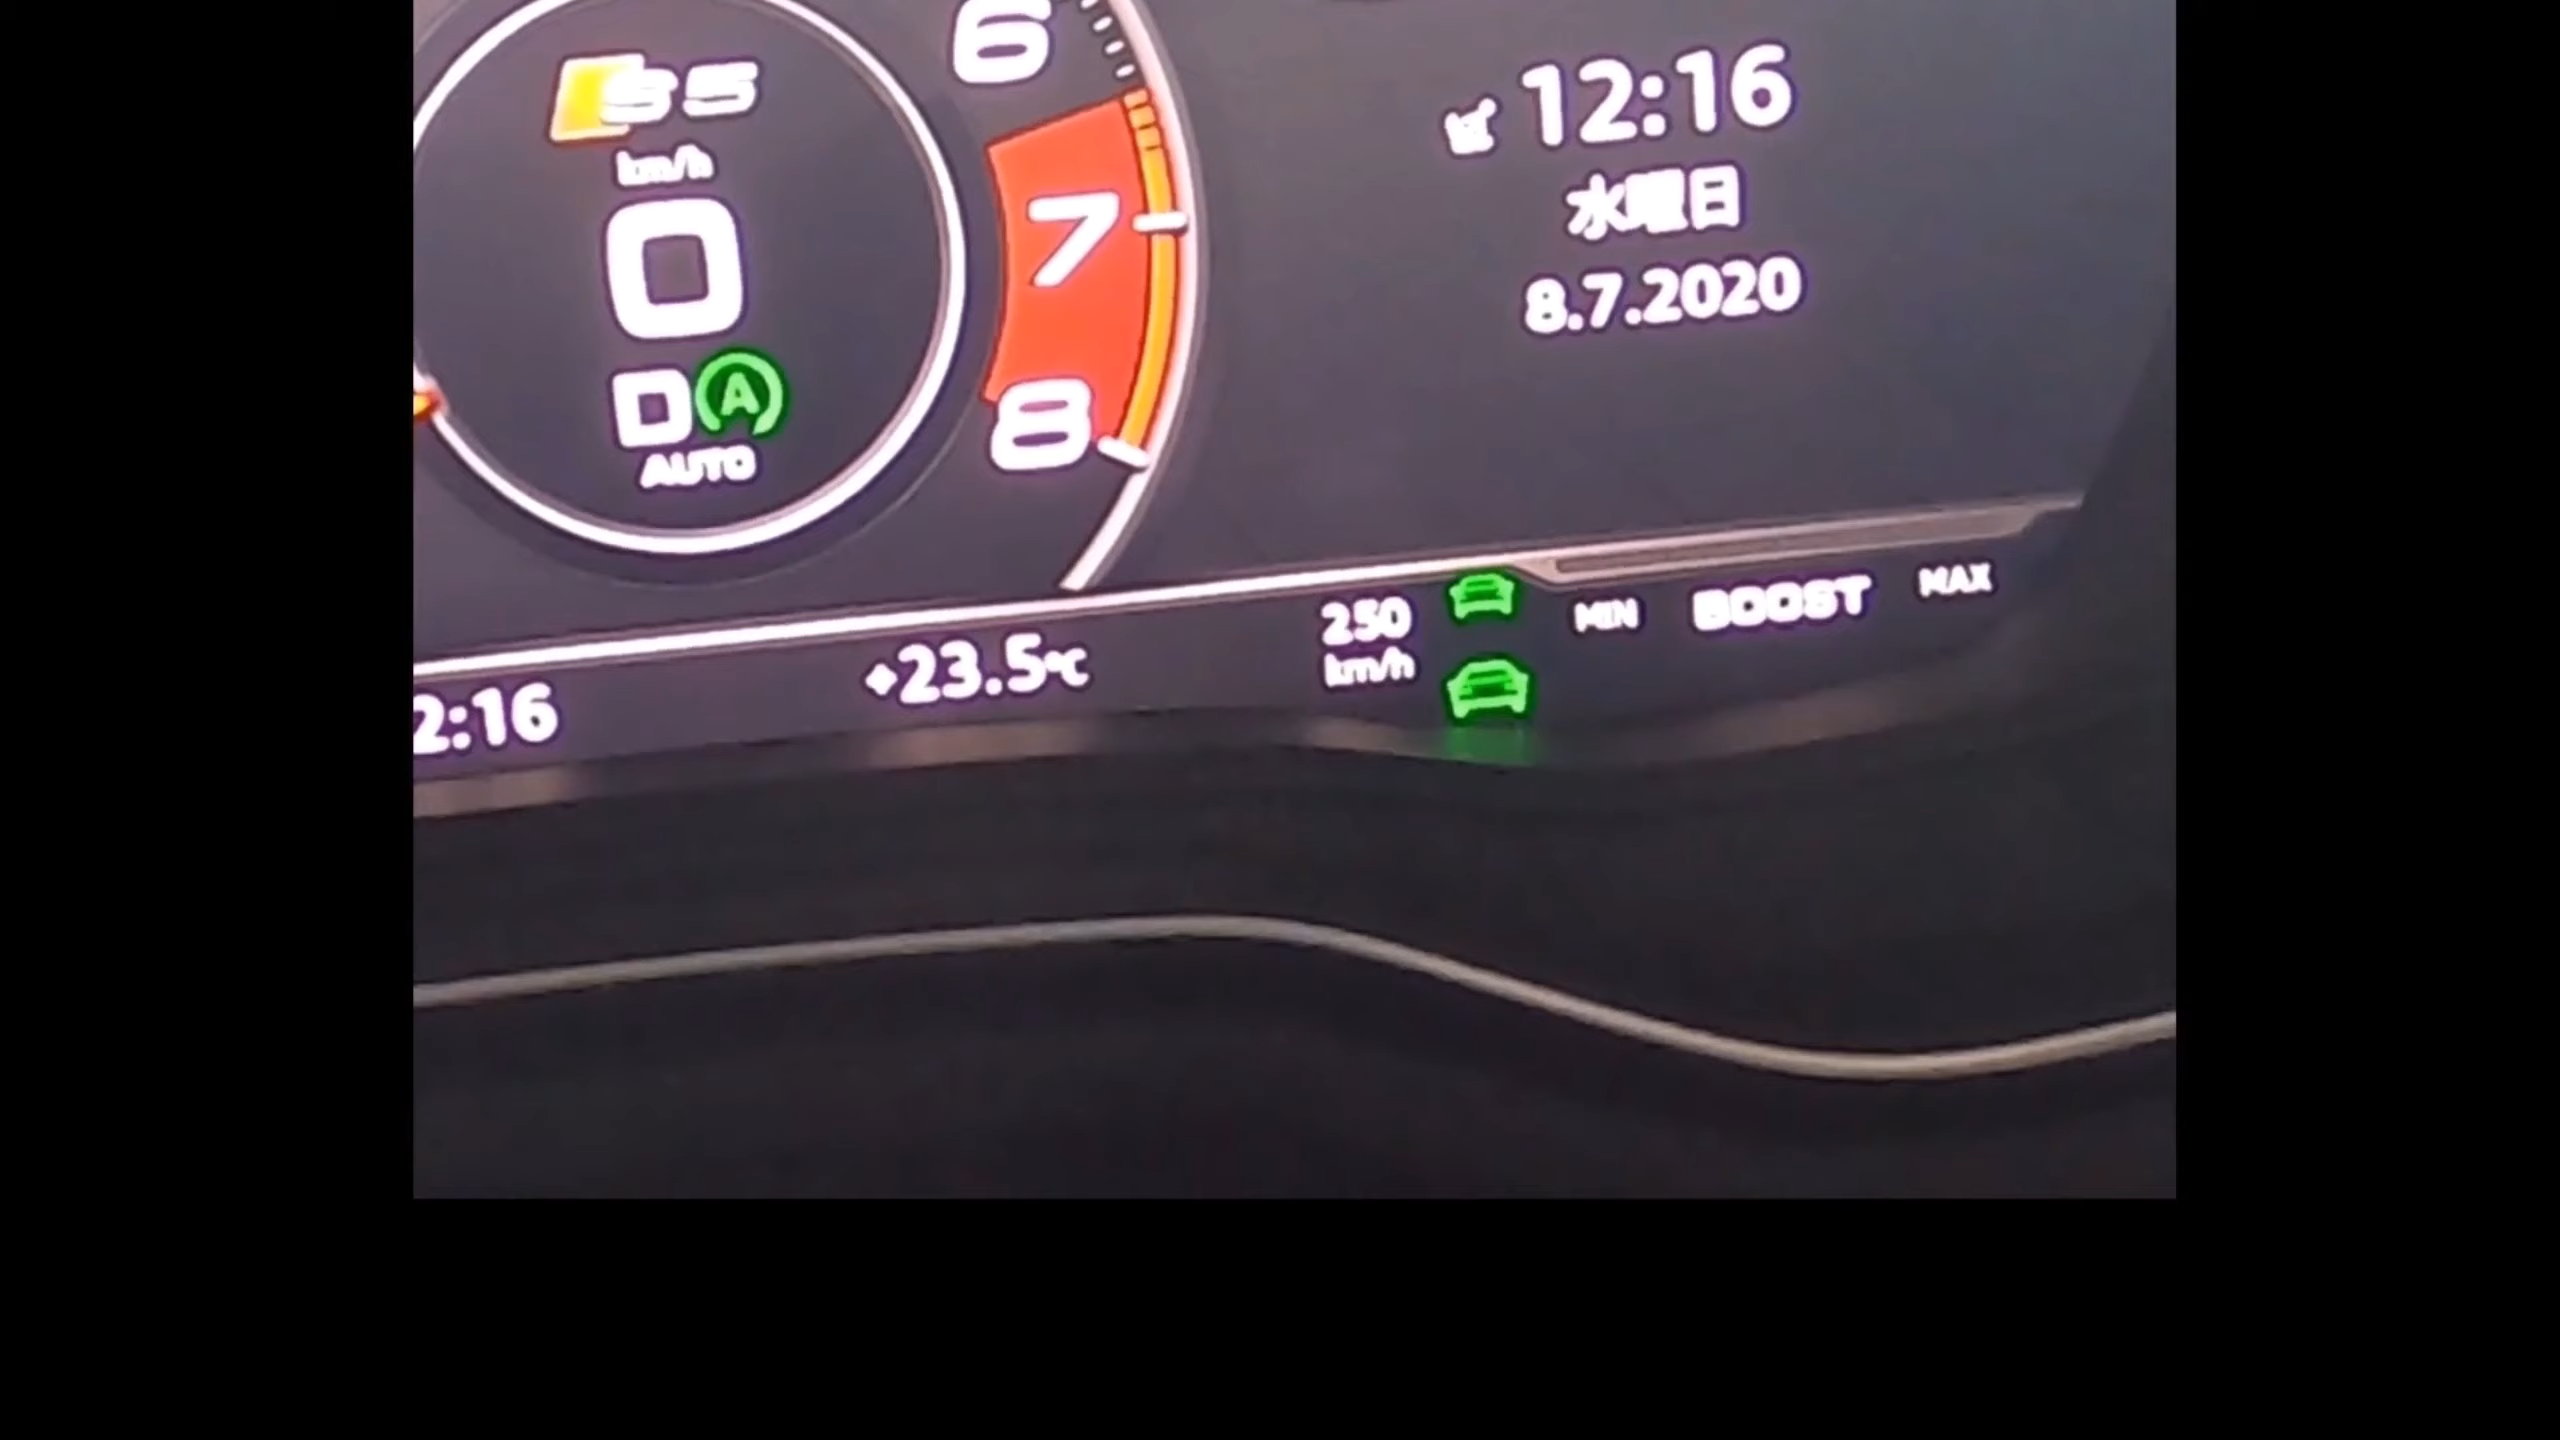 S5
km/h
0
D A
AUTO
6
7
8
12:16
水曜日
8.7.2020
2:16
+23.5℃
250
km/h
MIN BOOST MAX